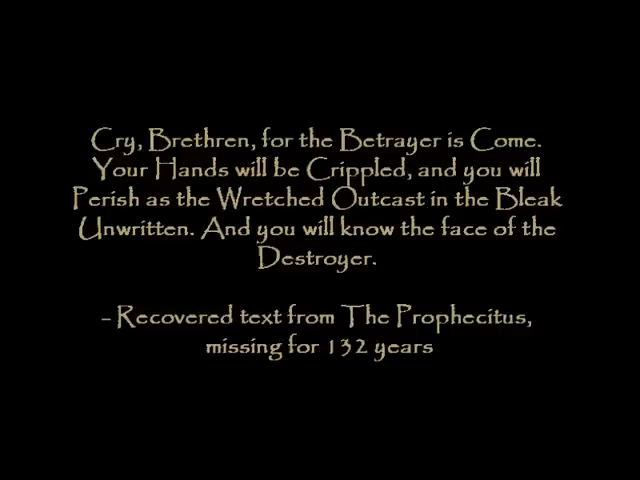 Cry, Brethren, for the Betrayer is Come.
Your Hands will be Crippled, and you will
Perish as the Wretched Outcast in the Bleak
Unwritten. And you will know the face of the
Destroyer.
- Recovered text from The Prophecitus,
missing for 132 years